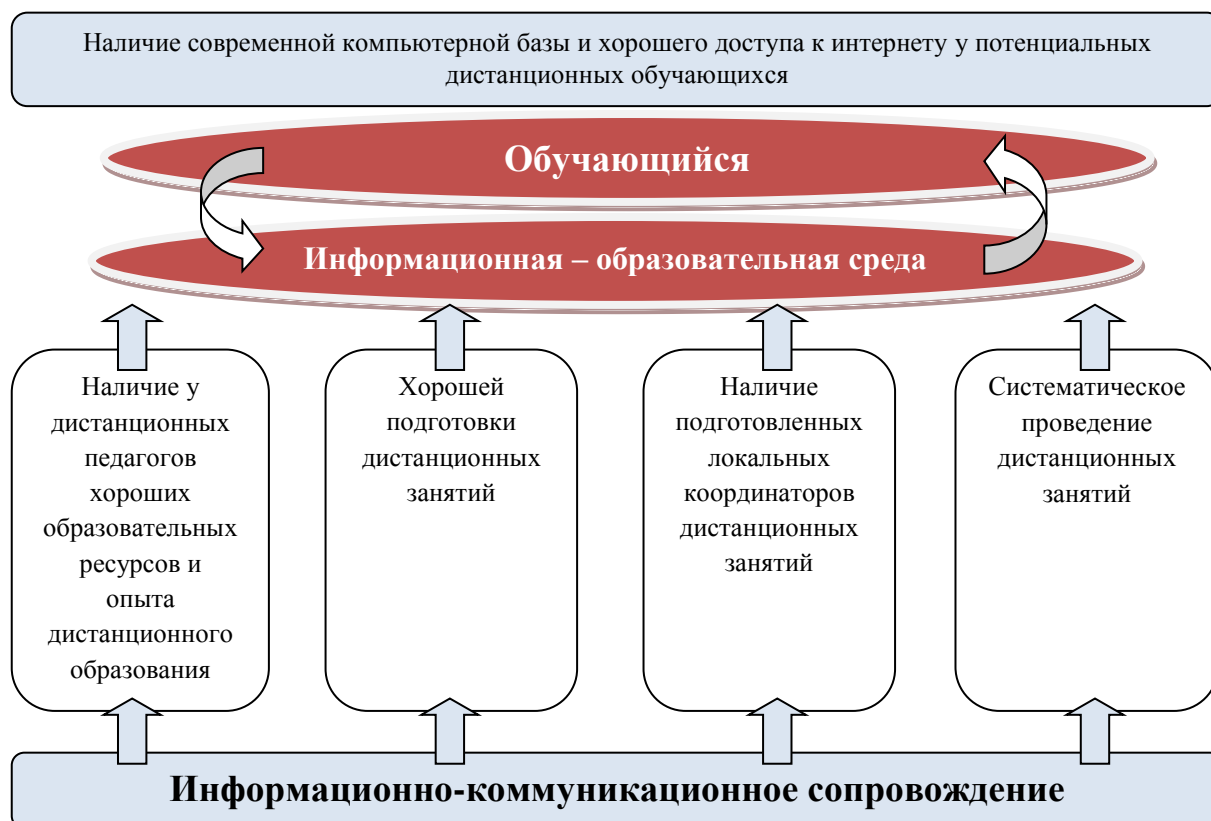 Наличие современной компьютерной базы и хорошего доступа к интернету у потенциальных
дистанционных обучающихся
Обучающийся
Информационная – образовательная среда
Наличие у
дистанционных
педагогов
хороших
образовательных
ресурсов и
опыта
дистанционного
образования
Хорошей
подготовки
дистанционных
занятий
Наличие
подготовленных
локальных
координаторов
дистанционных
занятий
Систематическое
проведение
дистанционных
занятий
Информационно-коммуникационное сопровождение